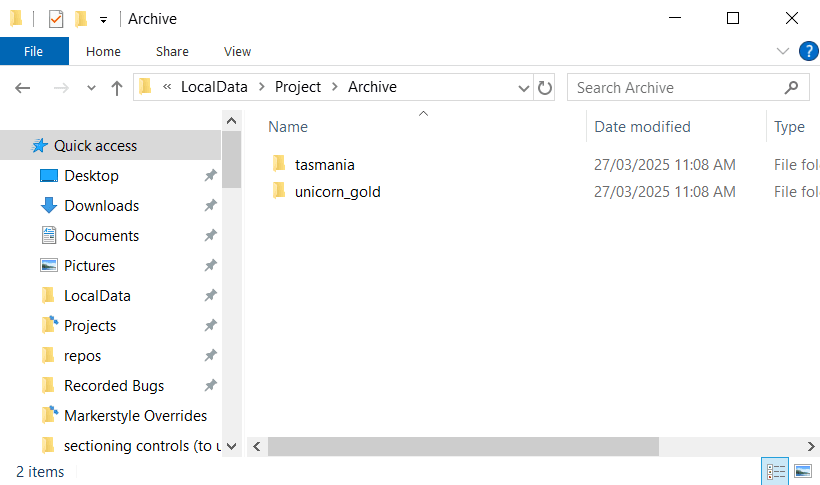 Archive
File Home Share View
« LocalData > Project > Archive Search Archive
Name Date modified Type
Quick access
Desktop
Downloads
Documents
Pictures
LocalData
Projects
repos
Recorded Bugs
Markerstyle Overrides
sectioning controls (to u
tasmania 27/03/2025 11:08 AM File fol
unicorn_gold 27/03/2025 11:08 AM File fol
2 items